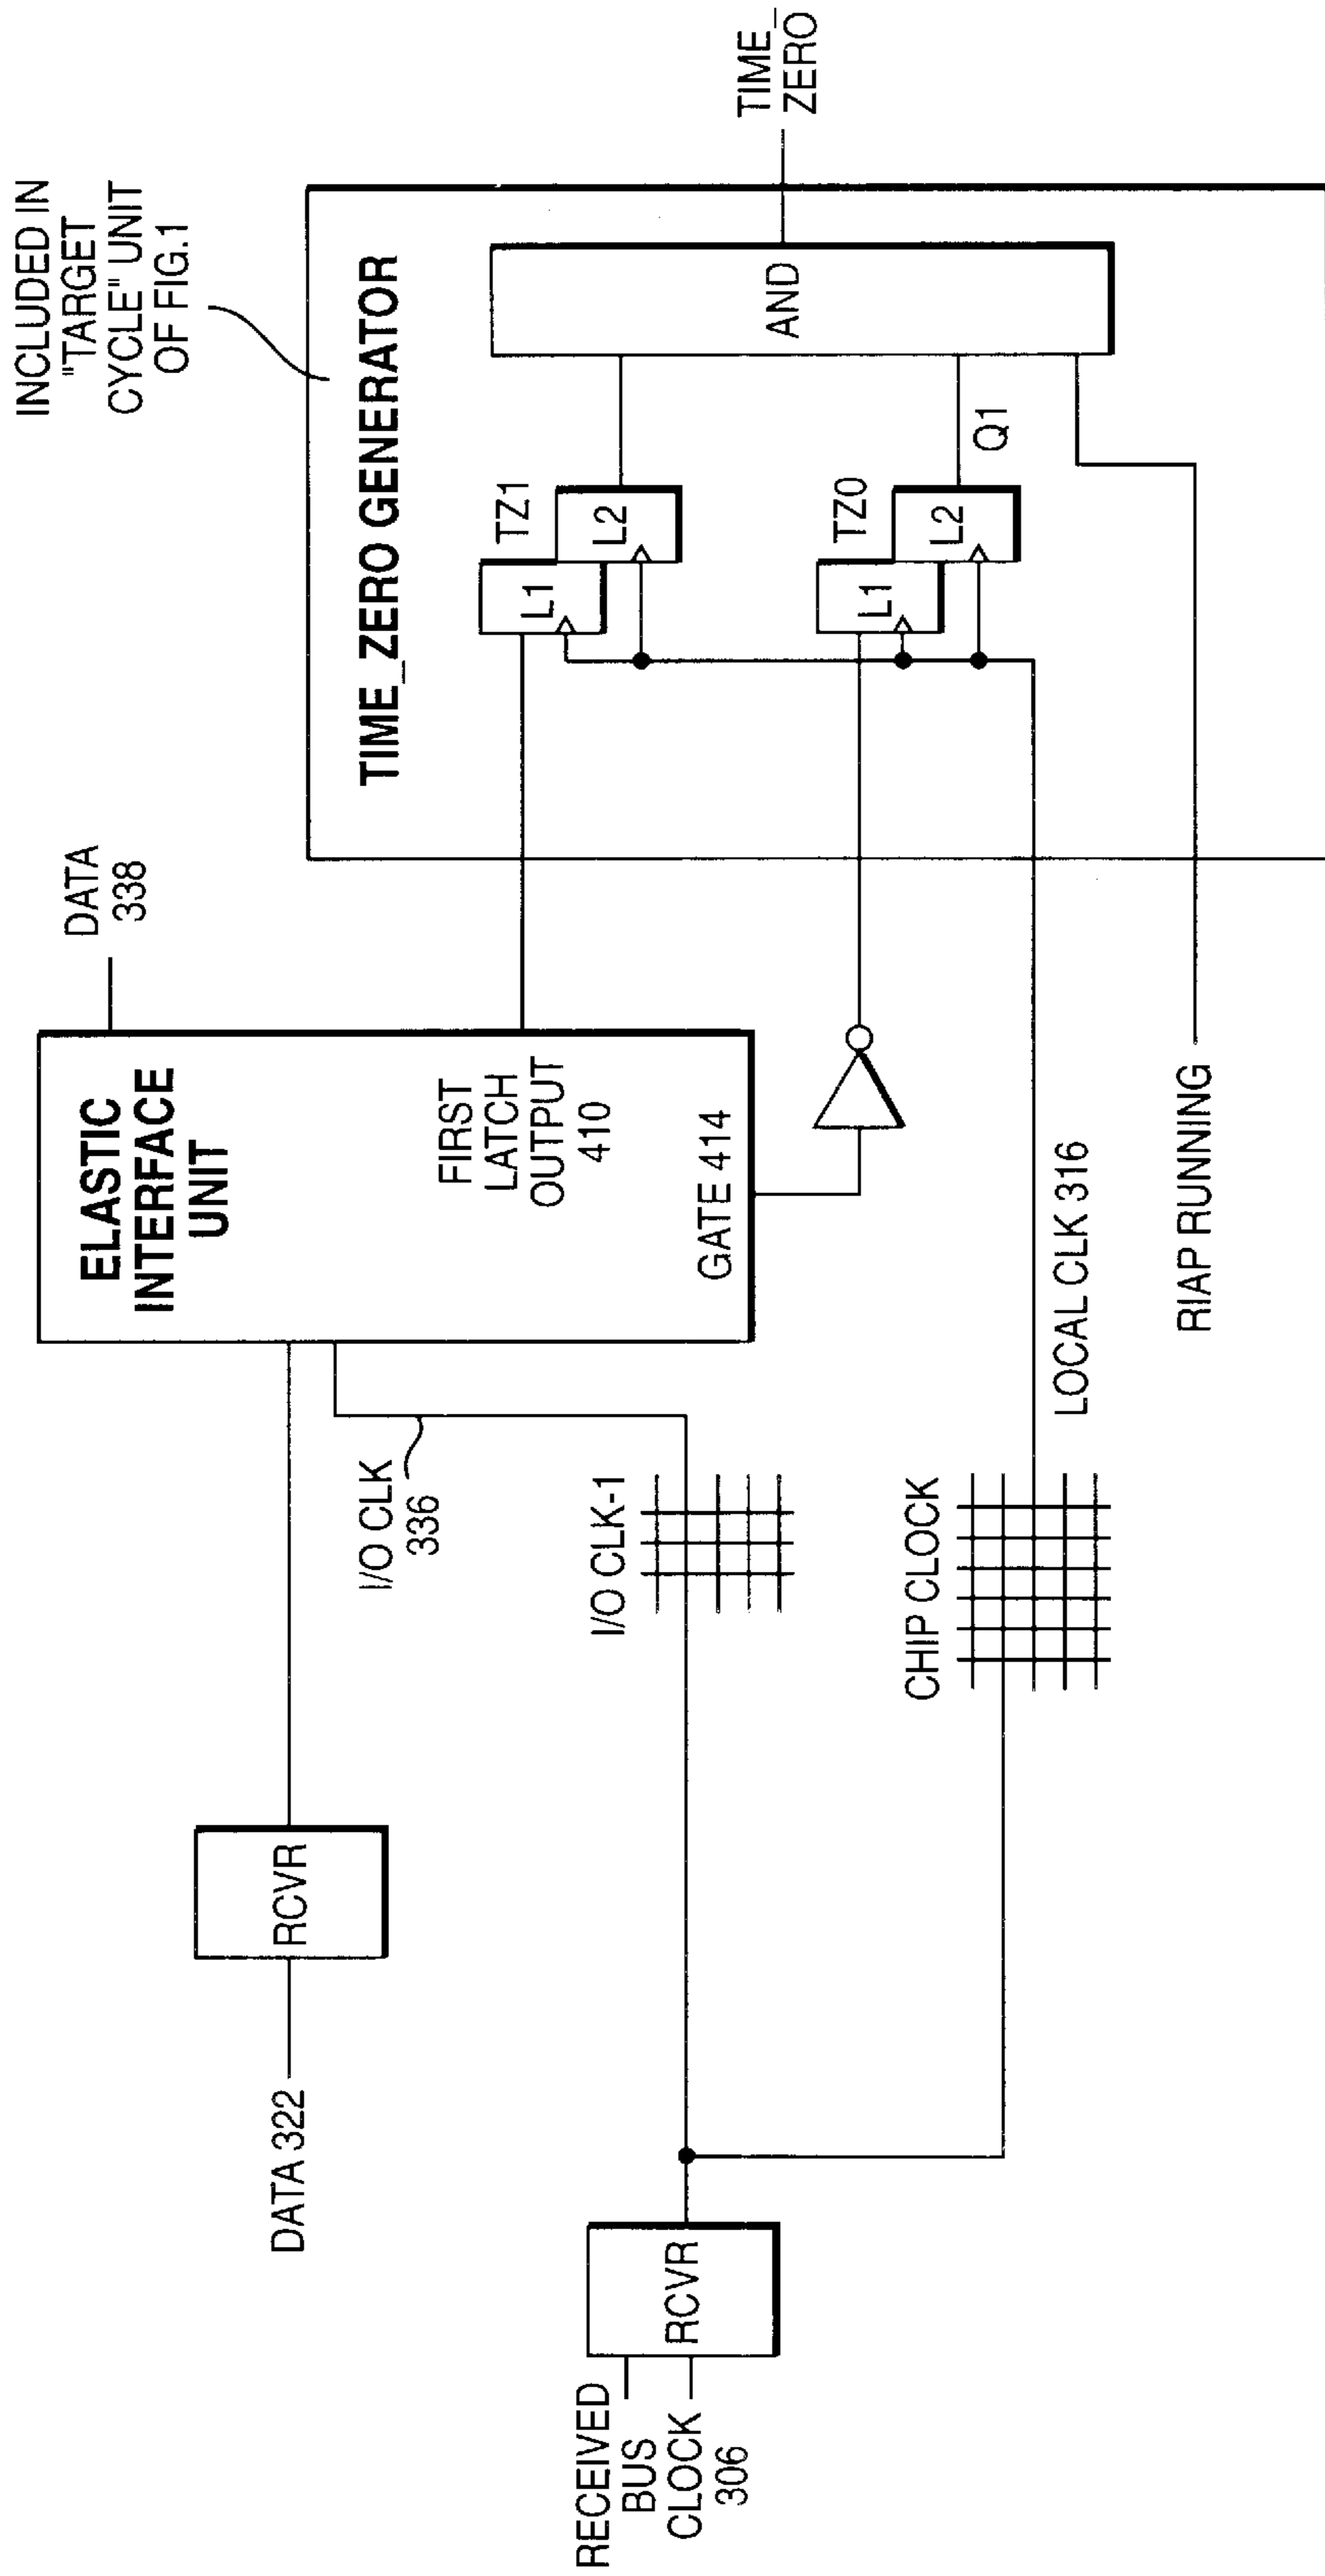 INCLUDED IN
"TARGET
CYCLE" UNIT
OF FIG.1
TIME_ZERO GENERATOR
TIME_
ZERO
AND
TZ1
L1
L2
TZ0
L1
L2
Q1
DATA
338
ELASTIC
INTERFACE
UNIT
FIRST
LATCH
OUTPUT
410
GATE 414
I/O CLK
336
I/O CLK-1
CHIP CLOCK
LOCAL CLK 316
RIAP RUNNING
RCVR
DATA 322
RCVR
RECEIVED
BUS
CLOCK
306